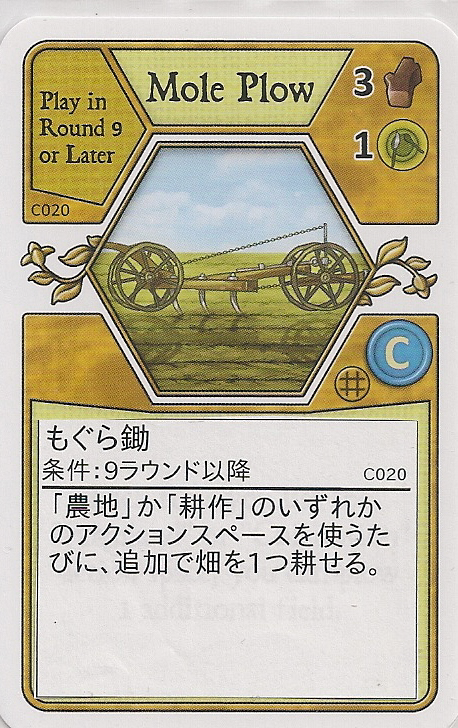 Play in
Round 9
or Later
Mole Plow
3
1
C020
C
もぐら鋤
条件:9ラウンド以降
C020
「農地」か「耕作」のいずれか
のアクションスペースを使うた
びに、追加で畑を1つ耕せる。
1 additional field.